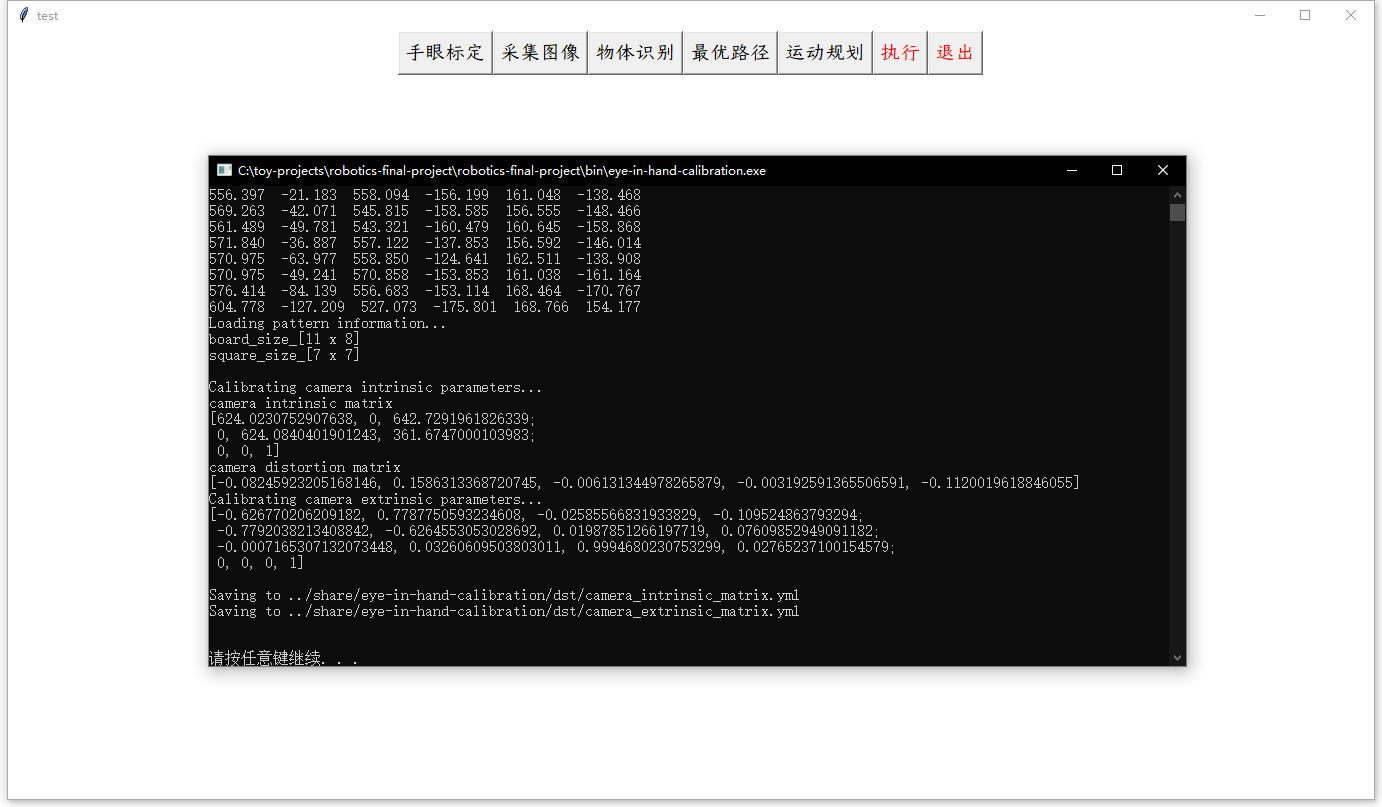 test
手眼标定 采集图像 物体识别 最优路径 运动规划 执行 退出
C:\toy-projects\robotics-final-project\robotics-final-project\bin\eye-in-hand-calibration.exe
556.397 -21.183 558.094 -156.199 161.048 -138.468
569.263 -42.071 545.815 -158.585 156.555 -148.466
561.489 -49.781 543.321 -160.479 160.645 -158.868
571.840 -36.887 557.122 -137.853 156.592 -146.014
570.975 -63.977 558.850 -124.641 162.511 -138.908
570.975 -49.241 570.858 -153.853 161.038 -161.164
576.414 -84.139 556.683 -153.114 168.464 -170.767
604.778 -127.209 527.073 -175.801 168.766 154.177
Loading pattern information...
board_size_[11 x 8]
square_size_[7 x 7]
Calibrating camera intrinsic parameters...
camera intrinsic matrix
[624.0230752907638, 0, 642.7291961826339;
0, 624.0840401901243, 361.6747000103983;
0, 0, 1]
camera distortion matrix
[-0.08245923205168146, 0.1586313368720745, -0.006131344978265879, -0.003192591365506591, -0.1120019618846055]
Calibrating camera extrinsic parameters...
[-0.626770206209182, 0.7787750593234608, -0.02585566831933829, -0.109524863793294;
-0.7792038213408842, -0.6264553053028692, 0.01987851266197719, 0.07609852949091182;
-0.0007165307132073448, 0.03260609503803011, 0.9994680230753299, 0.02765237100154579;
0, 0, 0, 1]
Saving to ../share/eye-in-hand-calibration/dst/camera_intrinsic_matrix.yml
Saving to ../share/eye-in-hand-calibration/dst/camera_extrinsic_matrix.yml
请按任意键继续. . .